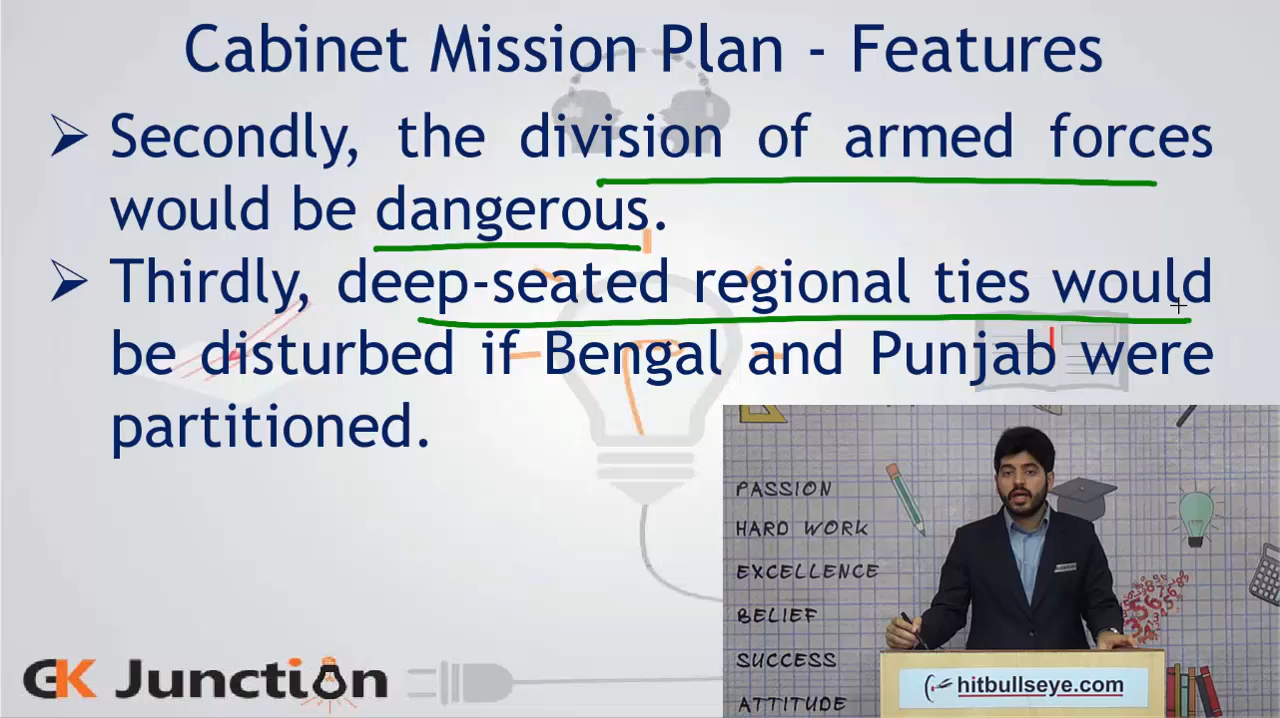 Cabinet Mission Plan - Features
➢ Secondly, the division of armed forces
would be dangerous.
➢ Thirdly, deep-seated regional ties would
be disturbed if Bengal and Punjab were
partitioned.
PASSION
HARD WORK
EXCELLENCE
BELIEF
SUCCESS
ATTITUDE
hitbullseye.com
GK Junction